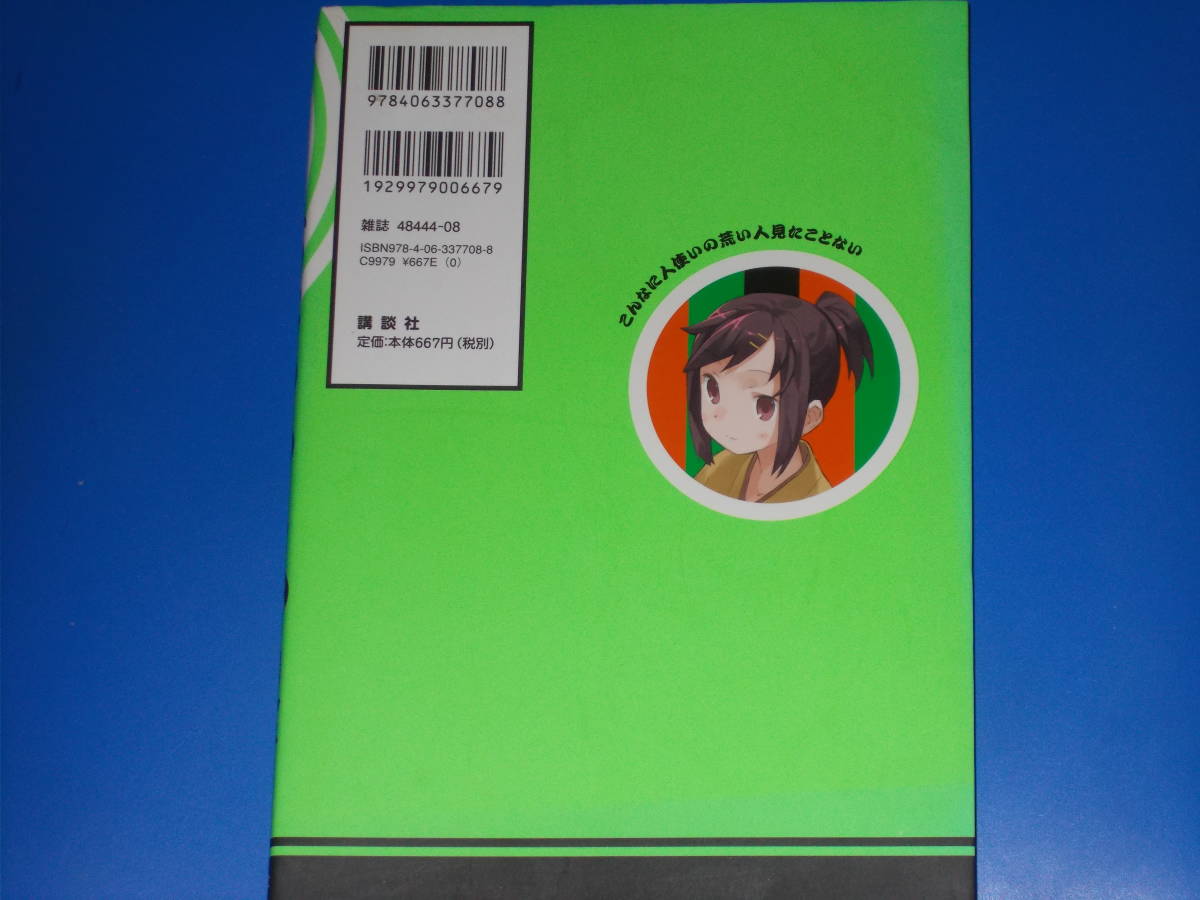 9784063377088
1929979006679
雑誌 48444-08
ISBN978-4-06-337708-8
C9979 ¥667E (0)
講談社
定価:本体667円(税別)
こんなに人使いの荒い人見たことない